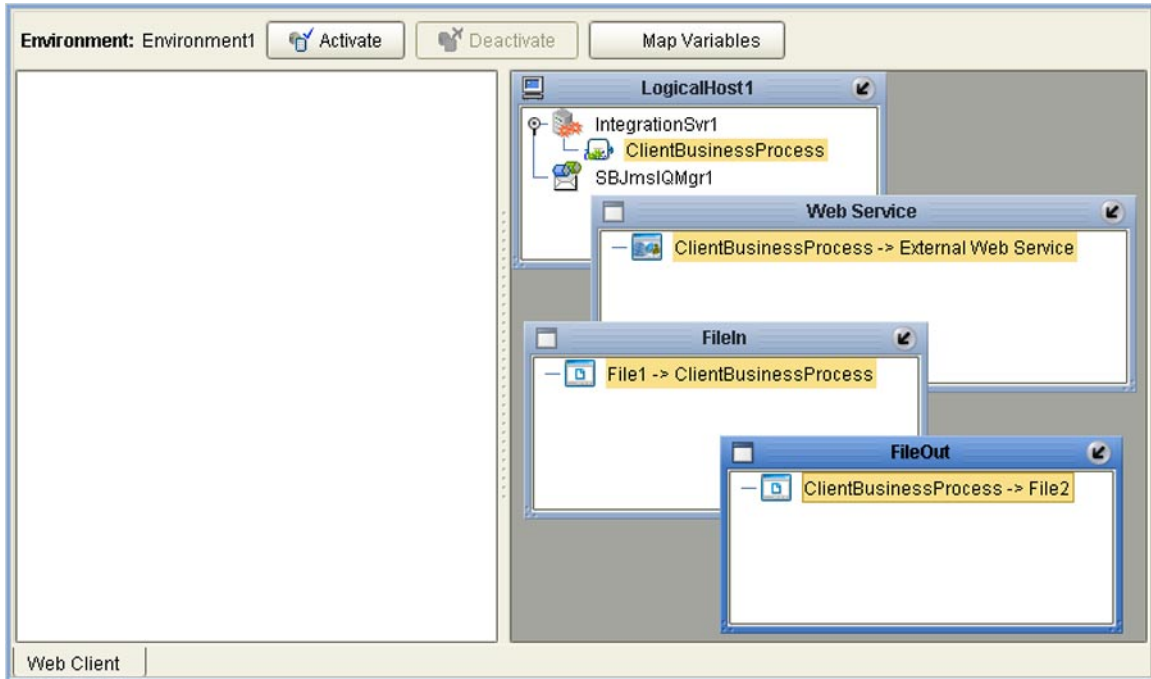 Environment: Environment1 Activate Deactivate Map Variables
LogicalHost1
IntegrationSvr1
ClientBusinessProcess
SBJmsIQMgr1
Web Service
ClientBusinessProcess -> External Web Service
FileIn
File1 -> ClientBusinessProcess
FileOut
ClientBusinessProcess -> File2
Web Client